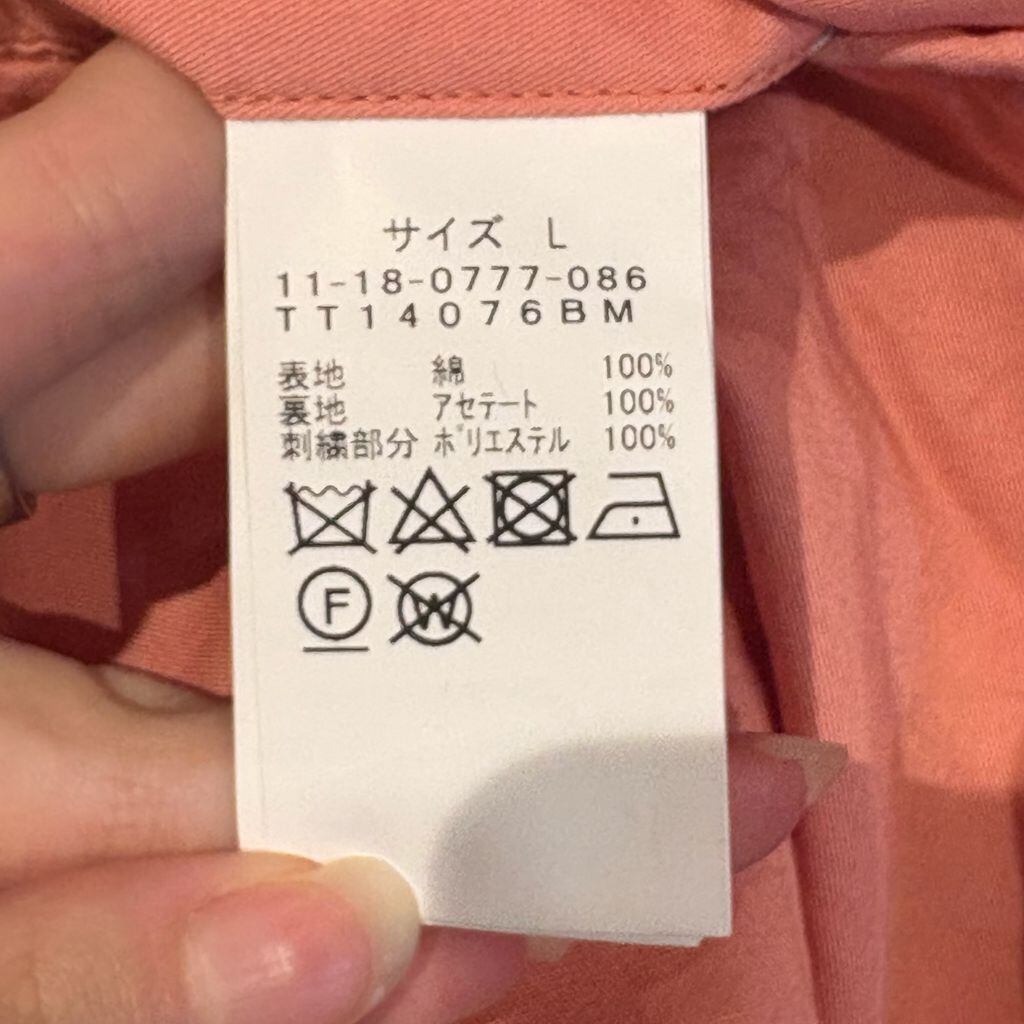 サイズ L
11-18-0777-086
TT14076BM
表地 綿 100%
裏地 アセテート 100%
刺繍部分 ポリエステル 100%
F W